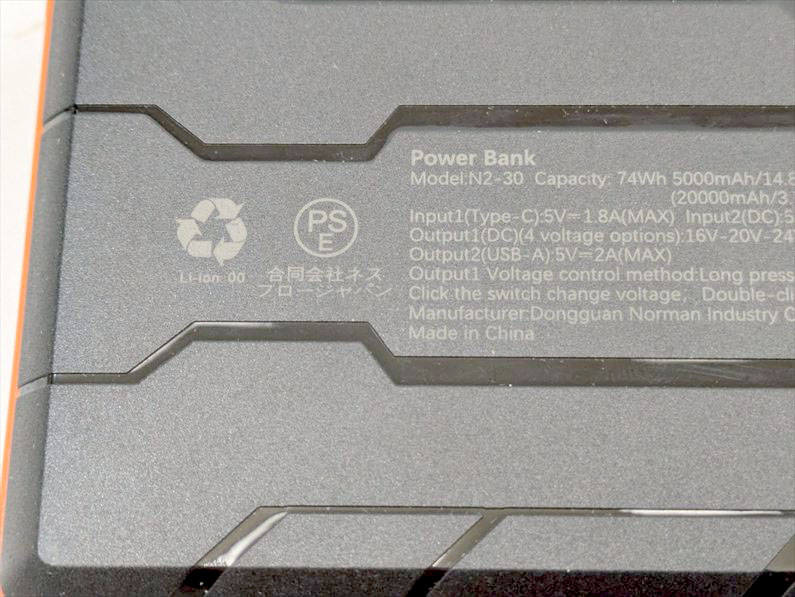 Power Bank
Model:N2-30 Capacity: 74Wh 5000mAh/14.8
(20000mAh/3.
Input1(Type-C):5V⎓1.8A(MAX) Input2(DC):5
Output1(DC)(4 voltage options):16V-20V-24
Output2(USB-A):5V⎓2A(MAX)
Output1 Voltage control method:Long press
Click the switch change voltage; Double-cli
Manufacturer:Dongguan Norman Industry C
Made in China
PS
E
Li-ion 00
合同会社ネス
フロージャパン